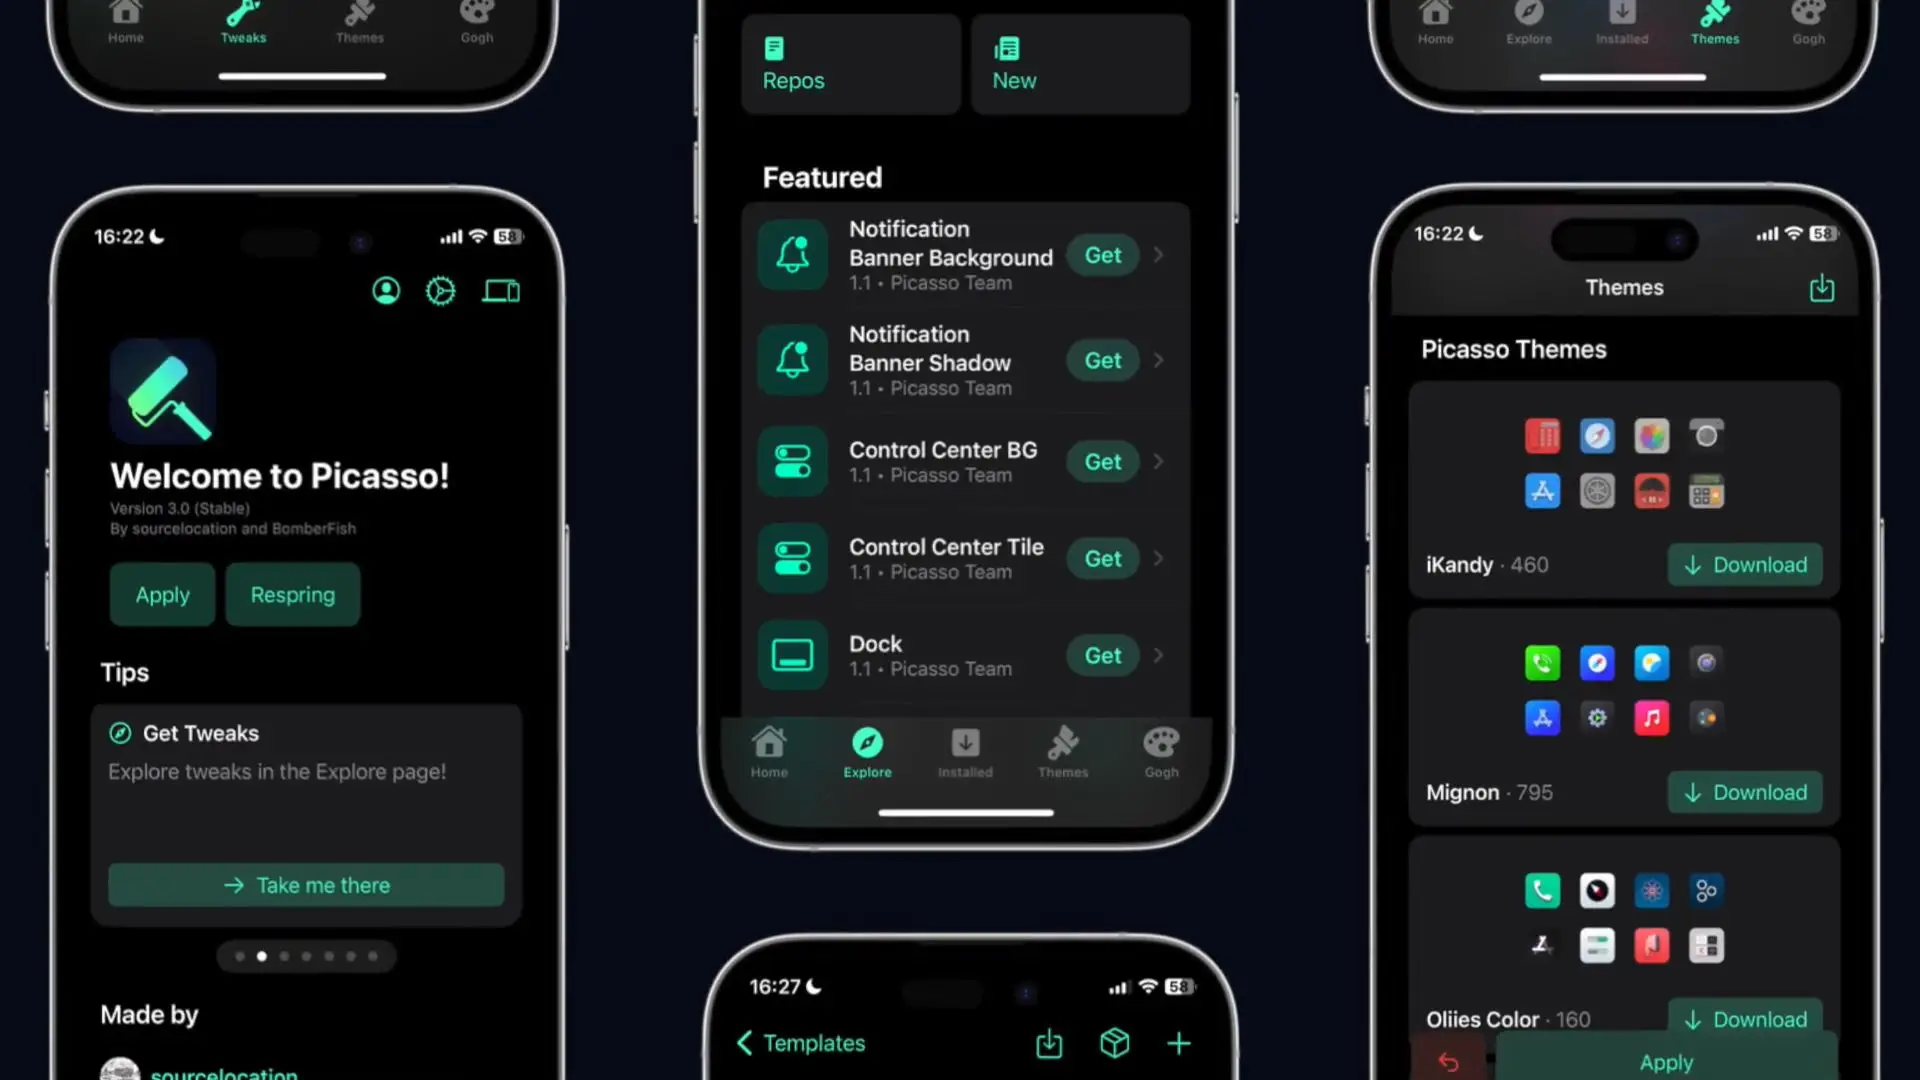 Home
Tweaks
Themes
Gogh
16:22
58
Welcome to Picasso!
Version 3.0 (Stable)
By sourcelocation and BomberFish
Apply
Respring
Tips
Get Tweaks
Explore tweaks in the Explore page!
Take me there
Made by
sourcelocation
Repos
New
Featured
Notification
Banner Background
1.1 • Picasso Team
Get
Notification
Banner Shadow
1.1 • Picasso Team
Get
Control Center BG
1.1 • Picasso Team
Get
Control Center Tile
1.1 • Picasso Team
Get
Dock
1.1 • Picasso Team
Get
Home
Explore
Installed
Themes
Gogh
16:27
58
Templates
Home
Explore
Installed
Themes
Gogh
16:22
58
Themes
Picasso Themes
iKandy · 460
Download
Mignon · 795
Download
Oliies Color · 160
Download
Apply